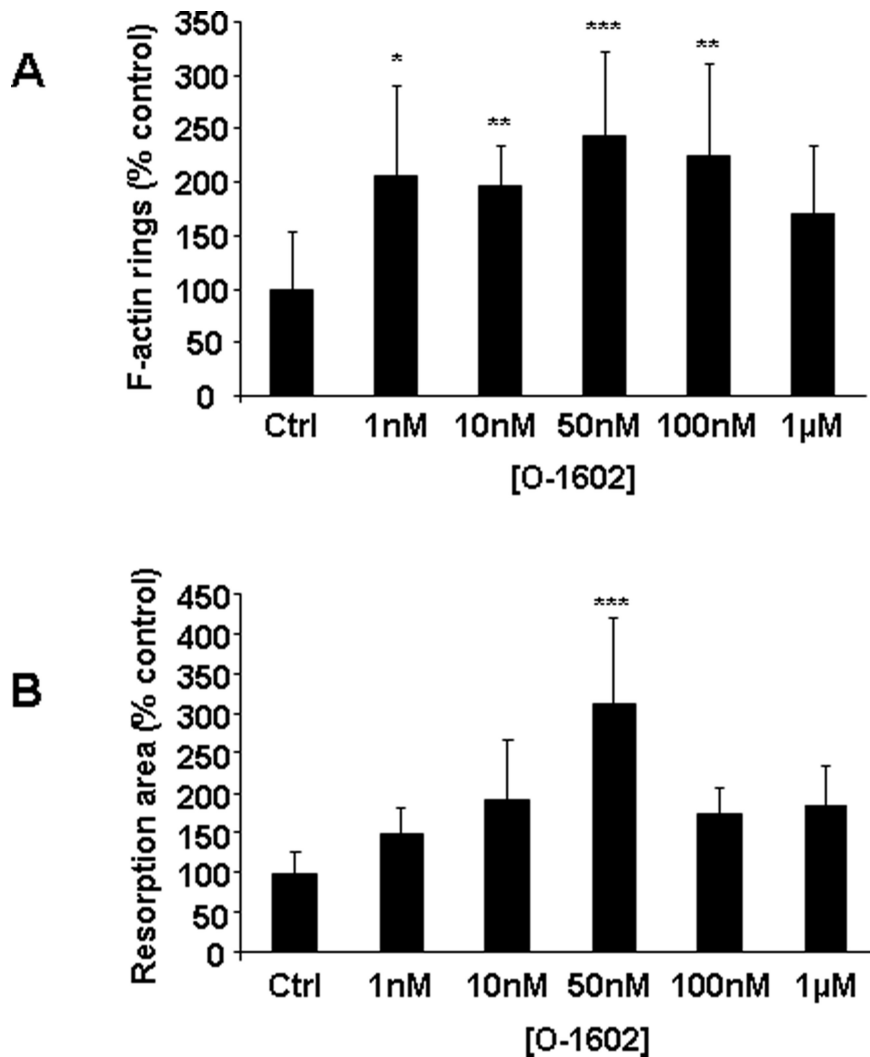 A
F-actin rings (% control)
350
300
250
200
150
100
50
0
*
**
***
**
Ctrl 1nM 10nM 50nM 100nM 1µM
[O-1602]
B
Resorption area (% control)
450
400
350
300
250
200
150
100
50
0
***
Ctrl 1nM 10nM 50nM 100nM 1µM
[O-1602]